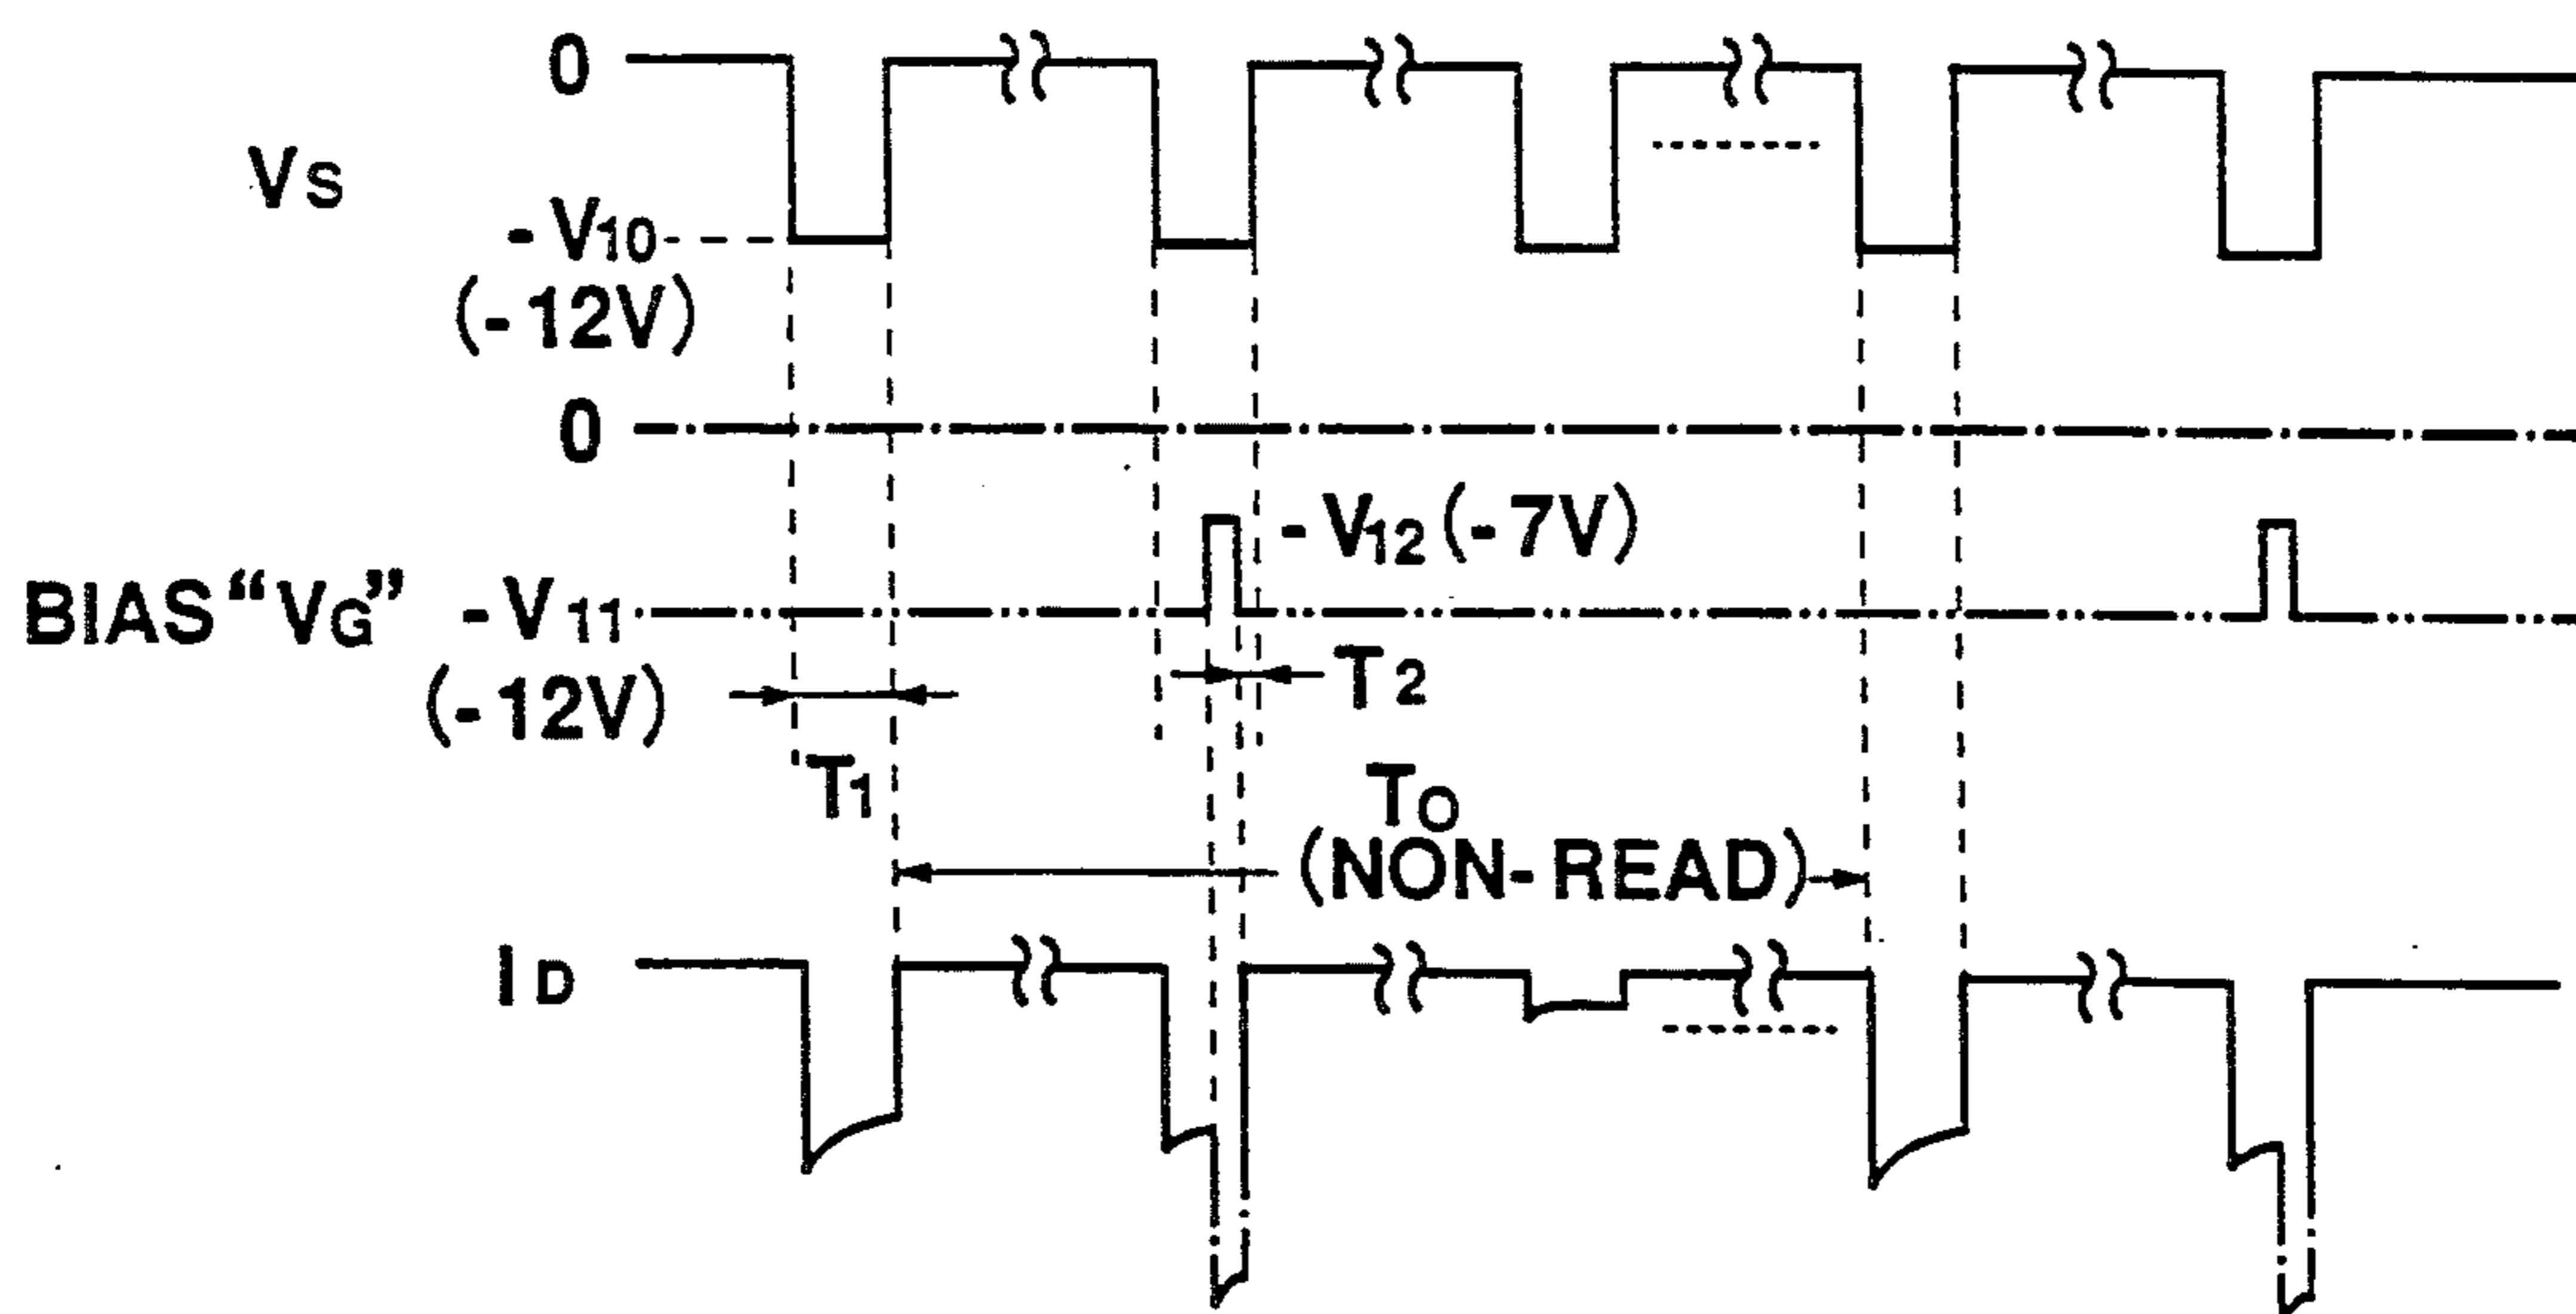 0
VS
-V10
(-12V)
0
-V12 (-7V)
BIAS “VG” -V11
(-12V)
T2
T1
TO
(NON-READ)
ID